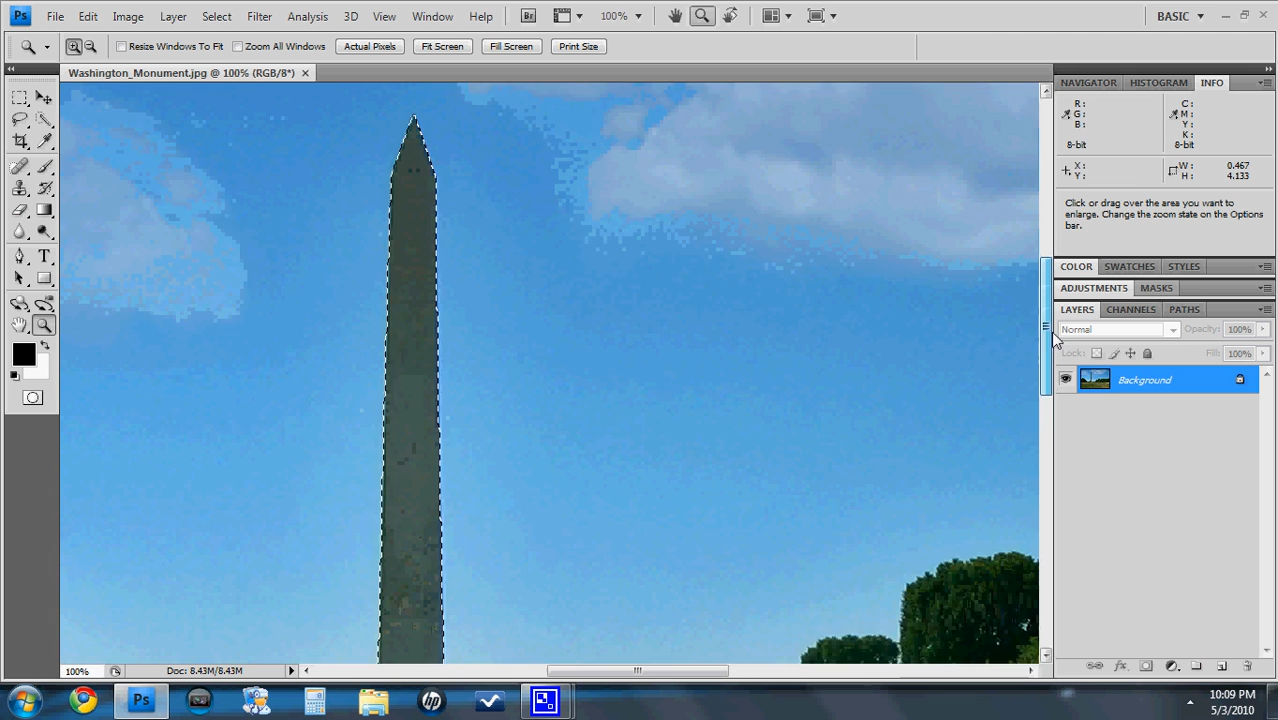 Ps File Edit Image Layer Select Filter Analysis 3D View Window Help Br 100% BASIC
Resize Windows To Fit Zoom All Windows Actual Pixels Fit Screen Fill Screen Print Size
Washington_Monument.jpg @ 100% (RGB/8*)
NAVIGATOR HISTOGRAM INFO
R: C:
G: M:
B: Y:
K:
8-bit 8-bit
X: W: 0.467
Y: H: 4.133
Click or drag over the area you want to
enlarge. Change the zoom state on the Options
bar.
COLOR SWATCHES STYLES
ADJUSTMENTS MASKS
LAYERS CHANNELS PATHS
Normal Opacity: 100%
Lock: Fill: 100%
Background
T
100% Doc: 8.43M/8.43M
Ps hp 10:09 PM
5/3/2010